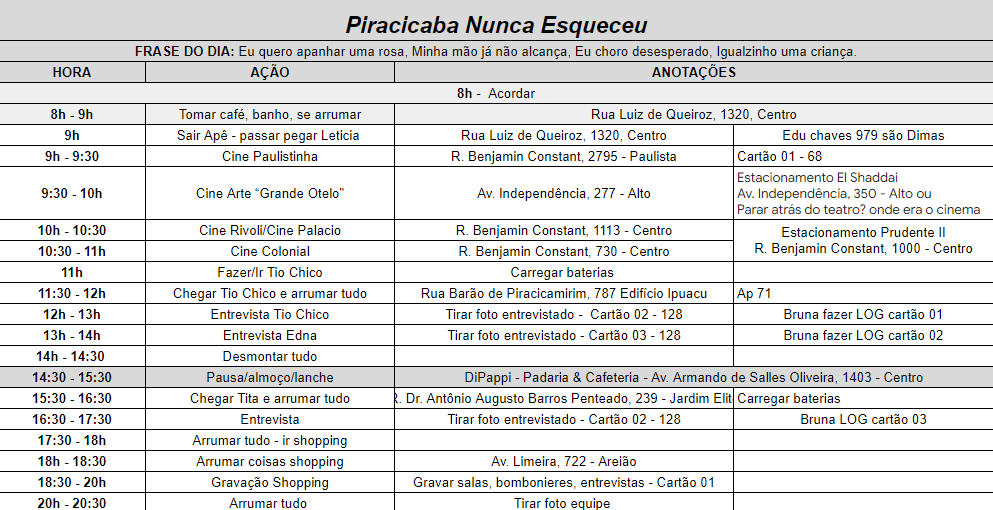 Piracicaba Nunca Esqueceu
FRASE DO DIA: Eu quero apanhar uma rosa, Minha mão já não alcança, Eu choro desesperado, Igualzinho uma criança.
HORA AÇÃO ANOTAÇÕES
8h - Acordar
8h - 9h Tomar café, banho, se arrumar Rua Luiz de Queiroz, 1320, Centro
9h Sair Apê - passar pegar Leticia Rua Luiz de Queiroz, 1320, Centro Edu chaves 979 são Dimas
9h - 9:30 Cine Paulistinha R. Benjamin Constant, 2795 - Paulista Cartão 01 - 68
9:30 - 10h Cine Arte “Grande Otelo" Av. Independência, 277 - Alto
Estacionamento El Shaddai
Av. Independência, 350 - Alto ou
Parar atrás do teatro? onde era o cinema
10h - 10:30 Cine Rivoli/Cine Palacio R. Benjamin Constant, 1113 - Centro
10:30 - 11h Cine Colonial R. Benjamin Constant, 730 - Centro
Estacionamento Prudente II
R. Benjamin Constant, 1000 - Centro
11h Fazer/Ir Tio Chico Carregar baterias
11:30 - 12h Chegar Tio Chico e arrumar tudo Rua Barão de Piracicamirim, 787 Edifício Ipuacu Ap 71
12h - 13h Entrevista Tio Chico Tirar foto entrevistado - Cartão 02 - 128 Bruna fazer LOG cartão 01
13h - 14h Entrevista Edna Tirar foto entrevistado - Cartão 03 - 128 Bruna fazer LOG cartão 02
14h - 14:30 Desmontar tudo
14:30 - 15:30 Pausa/almoço/lanche DiPappi - Padaria & Cafeteria - Av. Armando de Salles Oliveira, 1403 - Centro
15:30 - 16:30 Chegar Tita e arrumar tudo R. Dr. Antônio Augusto Barros Penteado, 239 - Jardim Elit Carregar baterias
16:30 - 17:30 Entrevista Tirar foto entrevistado - Cartão 02 - 128 Bruna LOG cartão 03
17:30 - 18h Arrumar tudo - ir shopping
18h - 18:30 Arrumar coisas shopping Av. Limeira, 722 - Areião
18:30 - 20h Gravação Shopping Gravar salas, bombonieres, entrevistas - Cartão 01
20h - 20:30 Arrumar tudo Tirar foto equipe